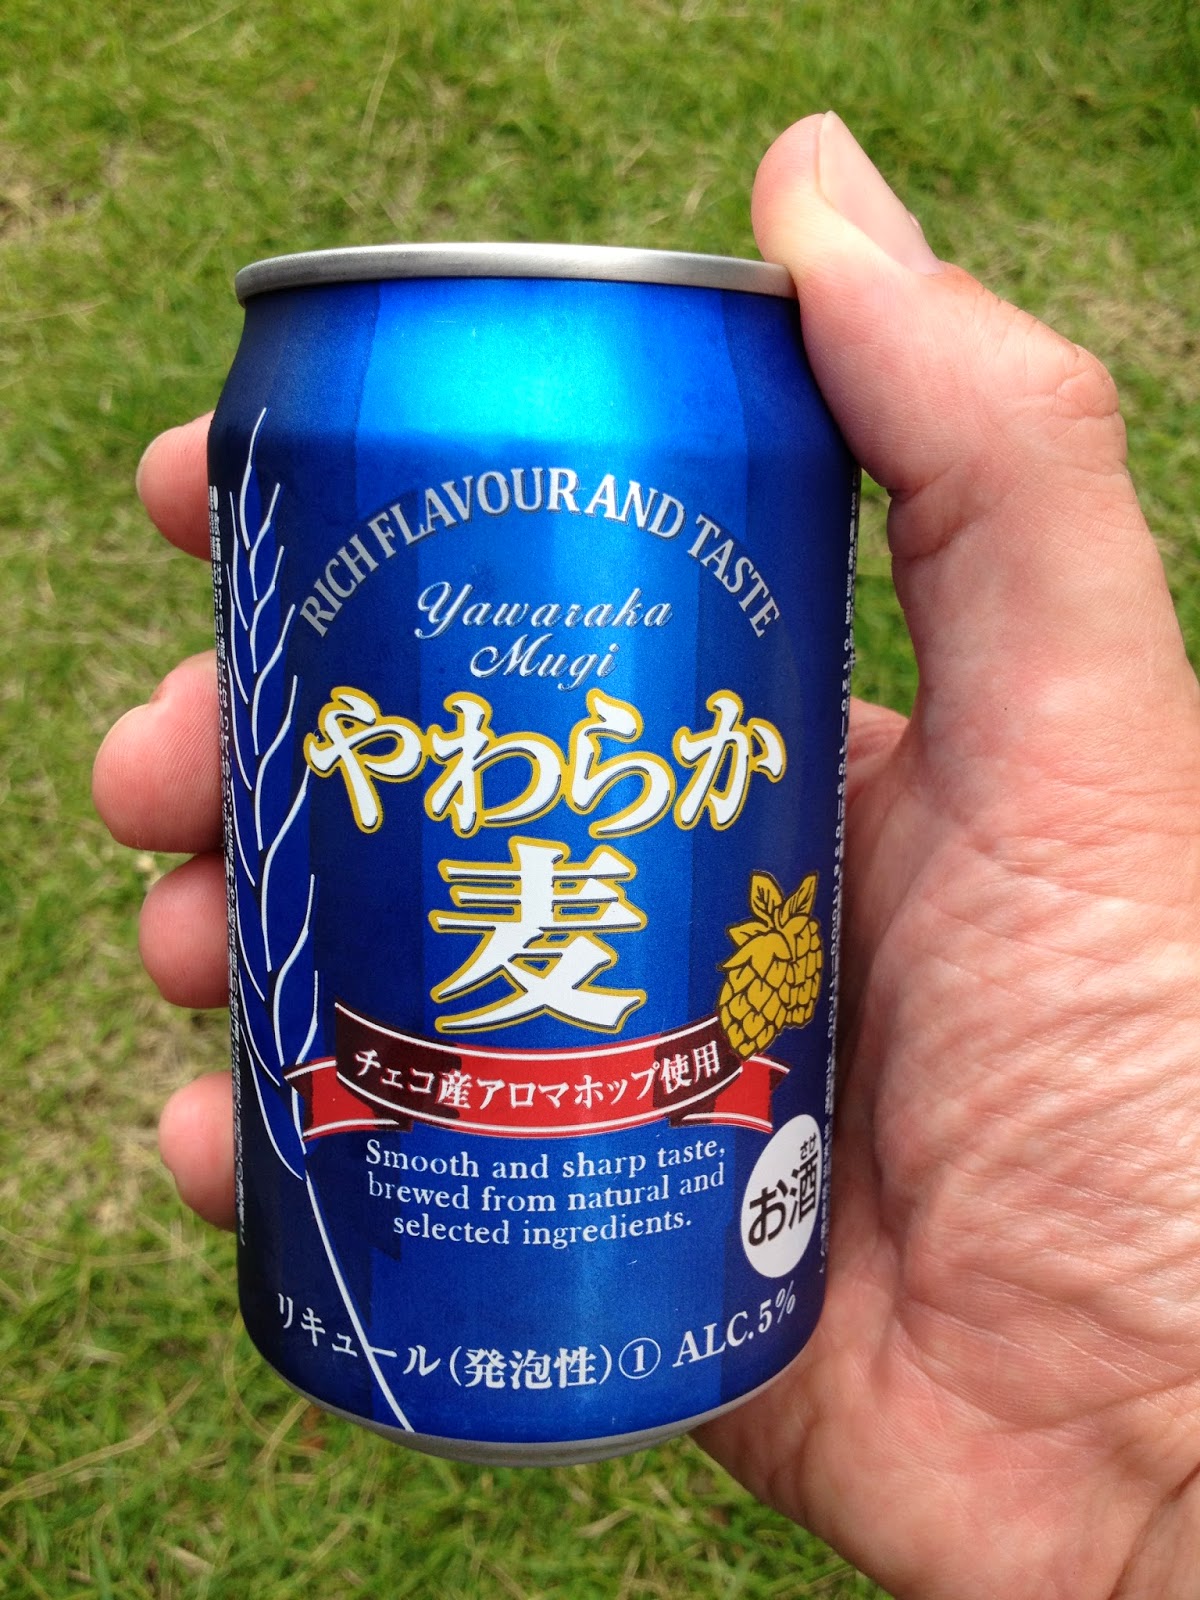 RICH FLAVOUR AND TASTE
Yawaraka
Mugi
やわらか
麦
チェコ産アロマホップ使用
Smooth and sharp taste,
brewed from natural and
selected ingredients.
さけ
お酒
リキュール(発泡性)① ALC.5%